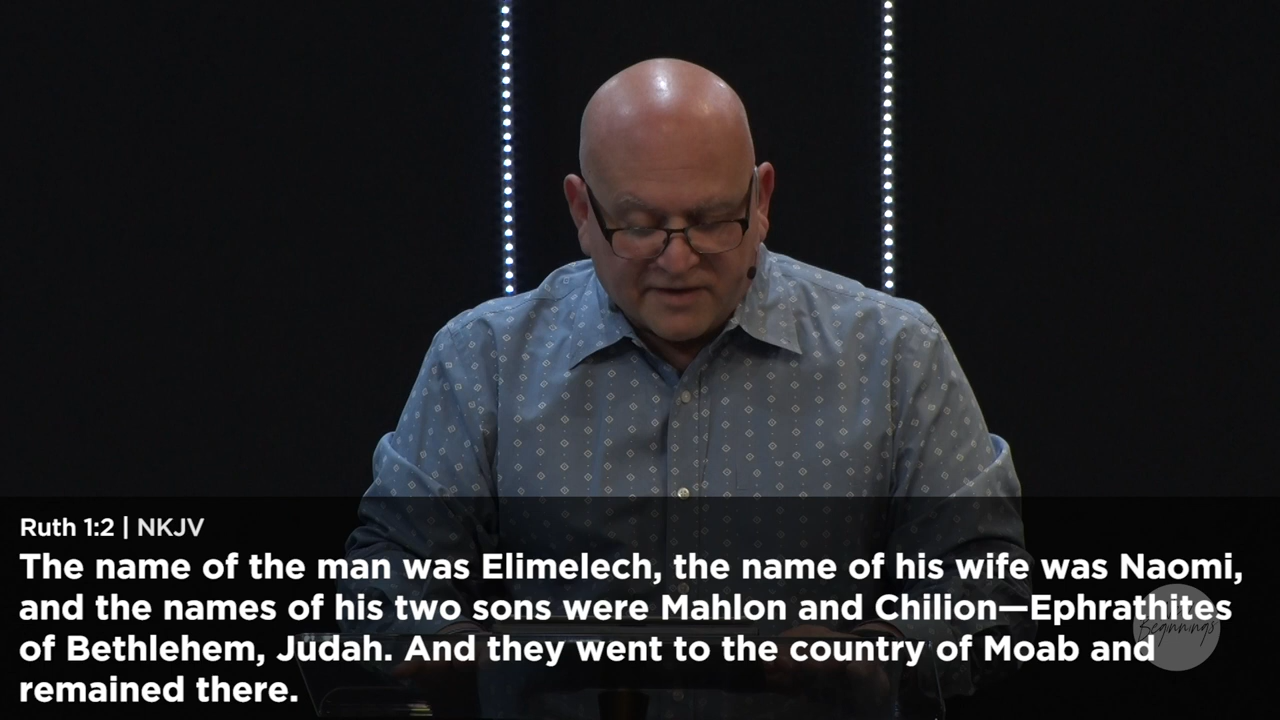 Ruth 1:2 | NKJV
The name of the man was Elimelech, the name of his wife was Naomi,
and the names of his two sons were Mahlon and Chilion—Ephrathites
of Bethlehem, Judah. And they went to the country of Moab and
remained there.
Beginnings